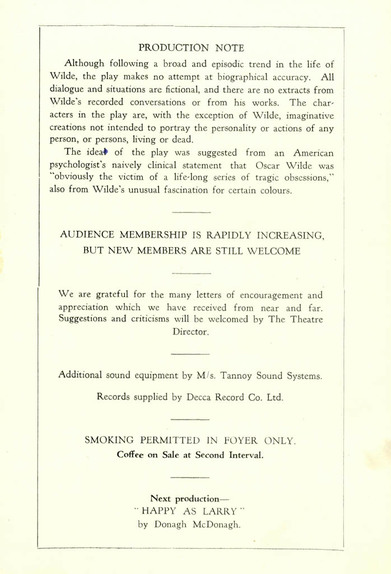 PRODUCTION NOTE
Although following a broad and episodic trend in the life of
Wilde, the play makes no attempt at biographical accuracy. All
dialogue and situations are fictional, and there are no extracts from
Wilde's recorded conversations or from his works. The char-
acters in the play are, with the exception of Wilde, imaginative
creations not intended to portray the personality or actions of any
person, or persons, living or dead.
The idea of the play was suggested from an American
psychologist's naively clinical statement that Oscar Wilde was
"obviously the victim of a life-long series of tragic obsessions,"
also from Wilde's unusual fascination for certain colours.
AUDIENCE MEMBERSHIP IS RAPIDLY INCREASING,
BUT NEW MEMBERS ARE STILL WELCOME
We are grateful for the many letters of encouragement and
appreciation which we have received from near and far.
Suggestions and criticisms will be welcomed by The Theatre
Director.
Additional sound equipment by M/s. Tannoy Sound Systems.
Records supplied by Decca Record Co. Ltd.
SMOKING PERMITTED IN FOYER ONLY.
Coffee on Sale at Second Interval.
Next production—
"HAPPY AS LARRY"
by Donagh McDonagh.